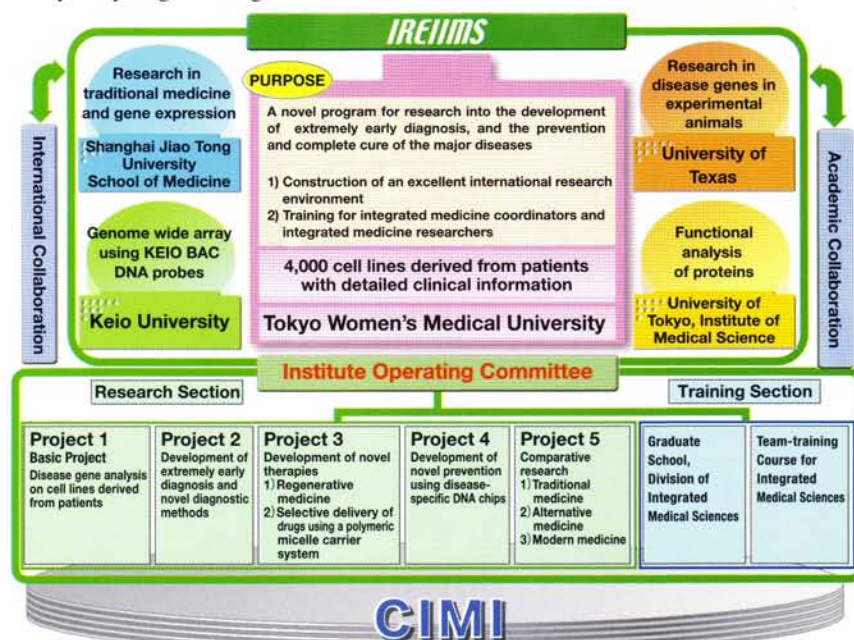 IREIIMS
International Collaboration
Research in
traditional medicine
and gene expression
Shanghai Jiao Tong
University
School of Medicine
Genome wide array
using KEIO BAC
DNA probes
Keio University
PURPOSE
A novel program for research into the development
of extremely early diagnosis, and the prevention
and complete cure of the major diseases
1) Construction of an excellent international research
environment
2) Training for integrated medicine coordinators and
integrated medicine researchers
4,000 cell lines derived from patients
with detailed clinical information
Tokyo Women's Medical University
Research in
disease genes in
experimental
animals
University of
Texas
Functional
analysis
of proteins
University of
Tokyo, Institute of
Medical Science
Academic Collaboration
Institute Operating Committee
Research Section
Training Section
Project 1
Basic Project
Disease gene analysis
on cell lines derived
from patients
Project 2
Development of
extremely early
diagnosis and
novel diagnostic
methods
Project 3
Development of novel
therapies
1) Regenerative
medicine
2) Selective delivery of
drugs using a polymeric
micelle carrier
system
Project 4
Development of
novel prevention
using disease-
specific DNA chips
Project 5
Comparative
research
1) Traditional
medicine
2) Alternative
medicine
3) Modern medicine
Graduate
School,
Division of
Integrated
Medical Sciences
Team-training
Course for
Integrated
Medical Sciences
CIMI